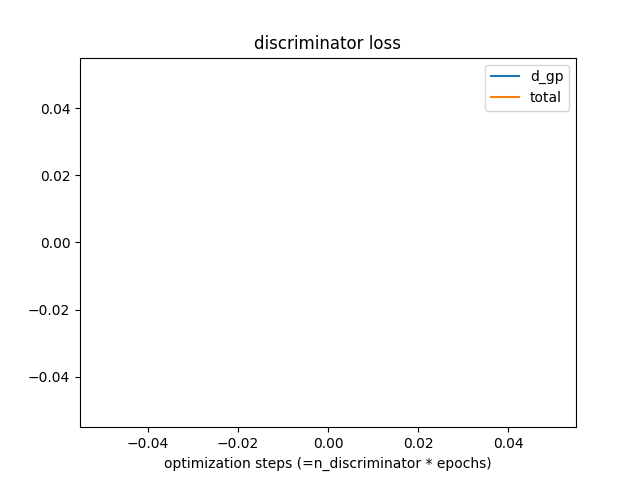 discriminator loss
d_gp
total
0.04
0.02
0.00
−0.02
−0.04
−0.04 −0.02 0.00 0.02 0.04
optimization steps (=n_discriminator * epochs)